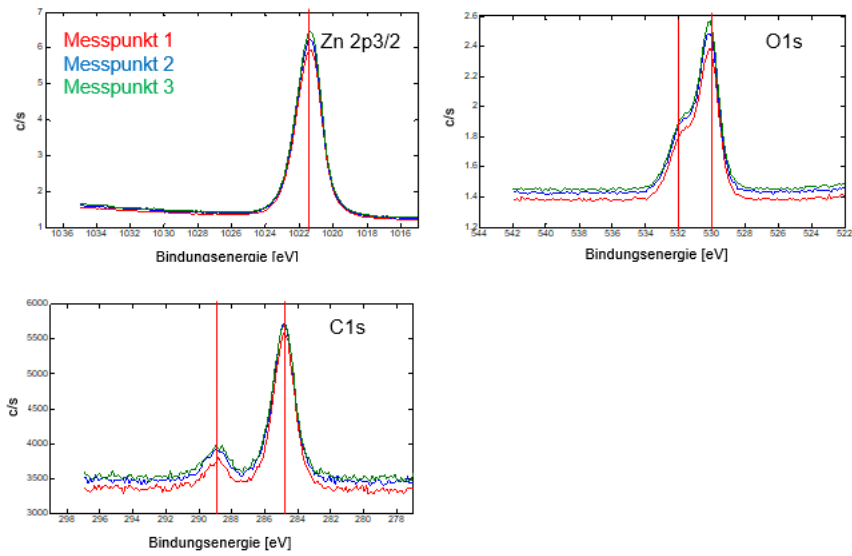 7
6
5
4
3
2
1
c/s
Messpunkt 1
Messpunkt 2
Messpunkt 3
Zn 2p3/2
1036 1034 1032 1030 1028 1026 1024 1022 1020 1018 1016
Bindungsenergie [eV]
2.6
2.4
2.2
2
1.8
1.6
1.4
1.2
c/s
O1s
544 542 540 538 536 534 532 530 528 526 524 522
Bindungsenergie [eV]
6000
5500
5000
4500
4000
3500
3000
c/s
C1s
298 296 294 292 290 288 286 284 282 280 278
Bindungsenergie [eV]